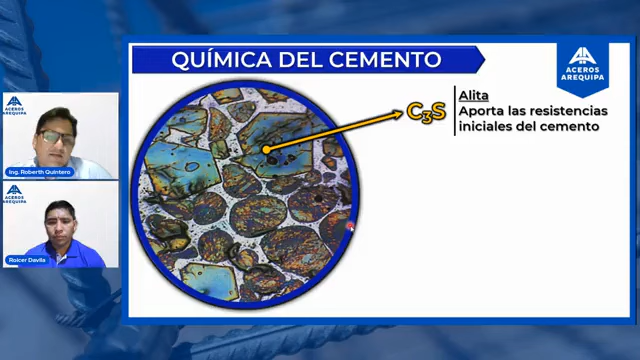 QUÍMICA DEL CEMENTO
ACEROS
AREQUIPA
C3S
Alita
Aporta las resistencias
iniciales del cemento
ACEROS
AREQUIPA
Ing. Roberth Quintero
ACEROS
AREQUIPA
Roicer Davila